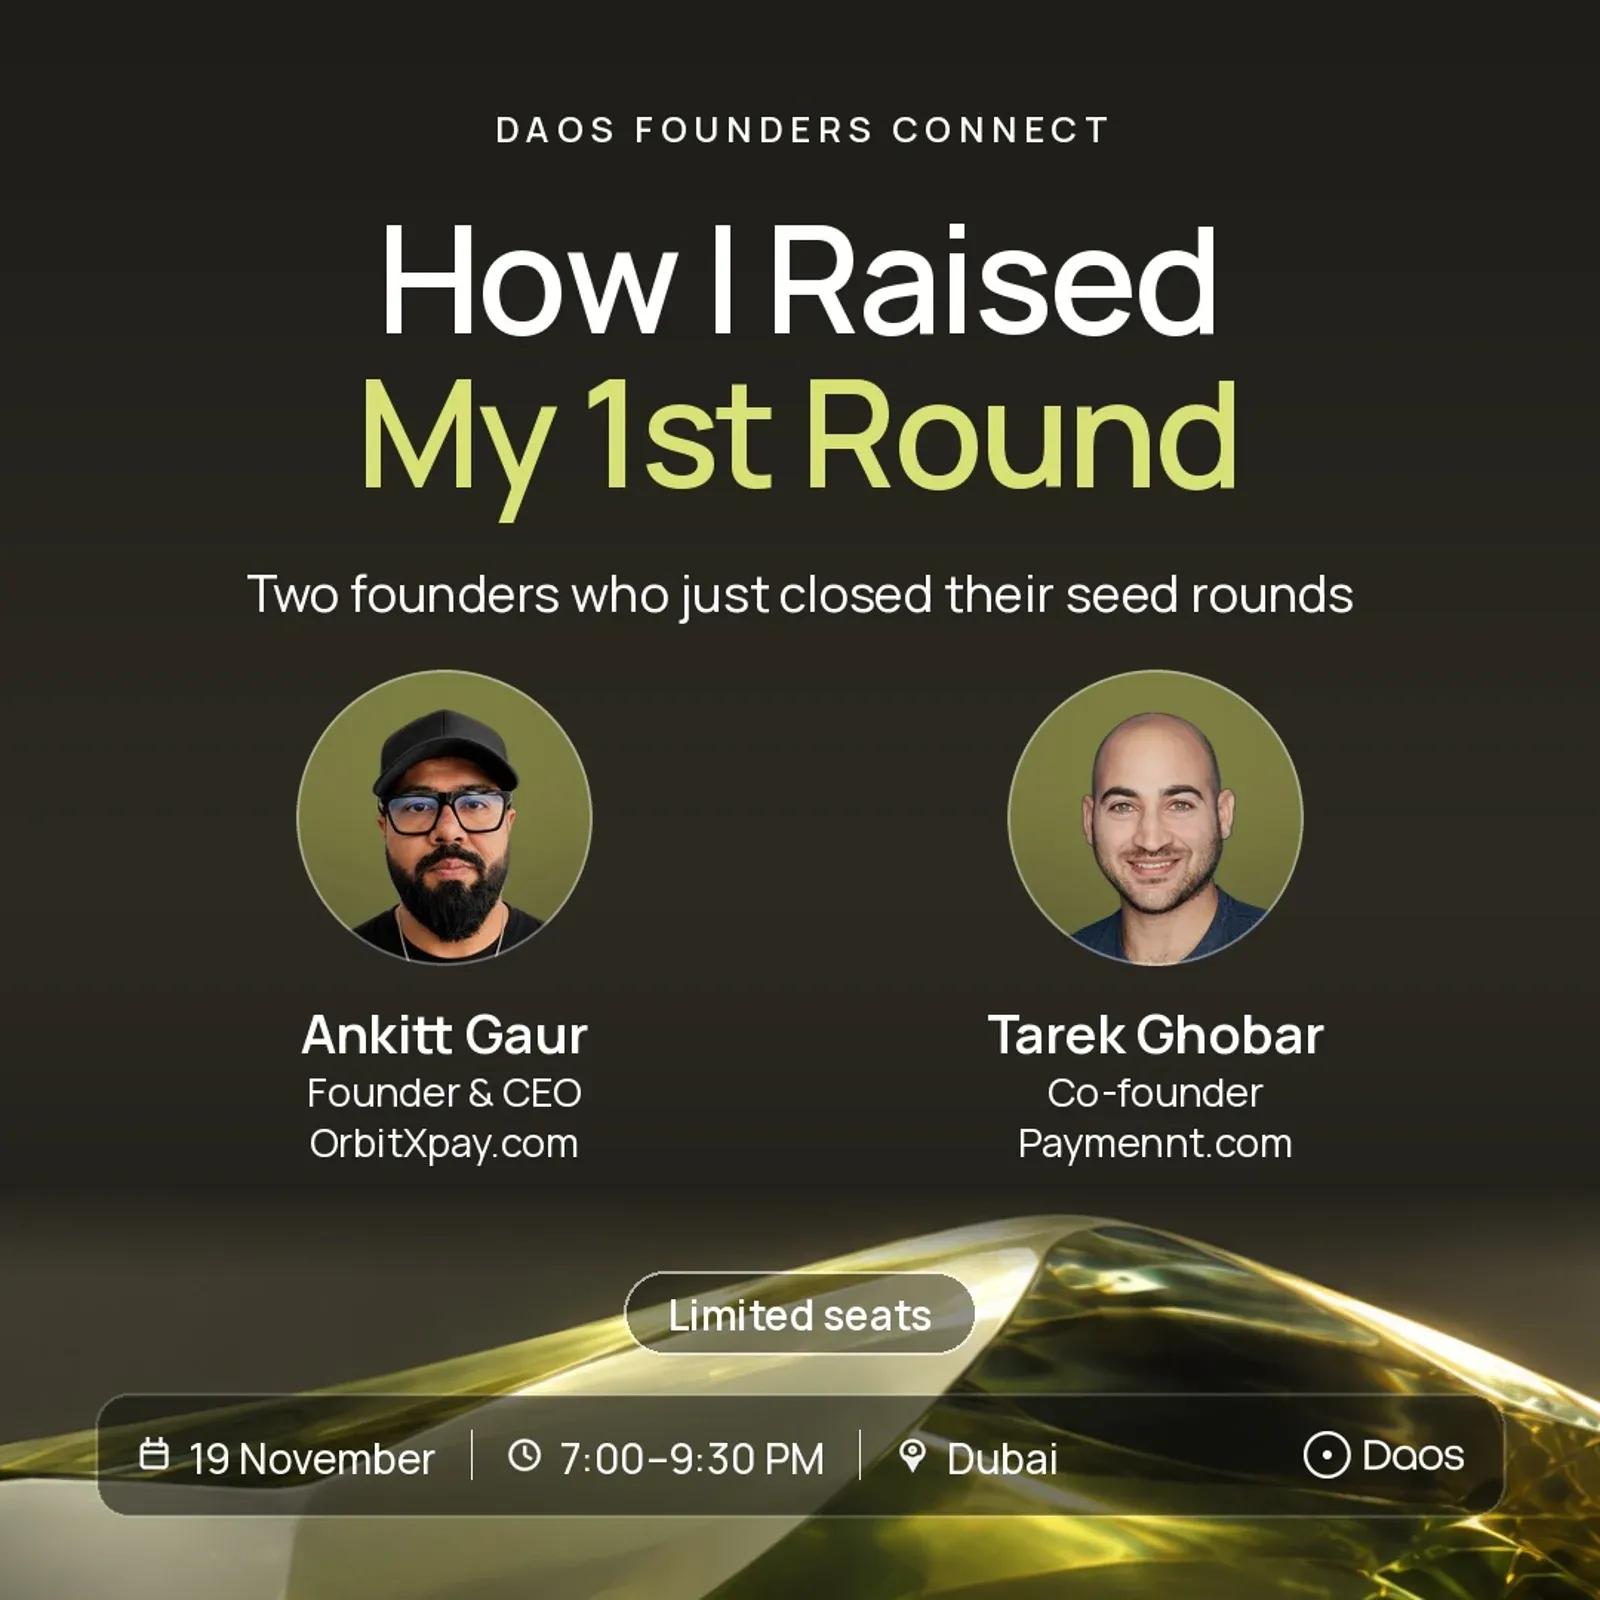 DAOS FOUNDERS CONNECT
How I Raised
My 1st Round
Two founders who just closed their seed rounds
Ankitt Gaur
Founder & CEO
OrbitXpay.com
Tarek Ghobar
Co-founder
Paymennt.com
Limited seats
19 November
7:00–9:30 PM
Dubai
Daos